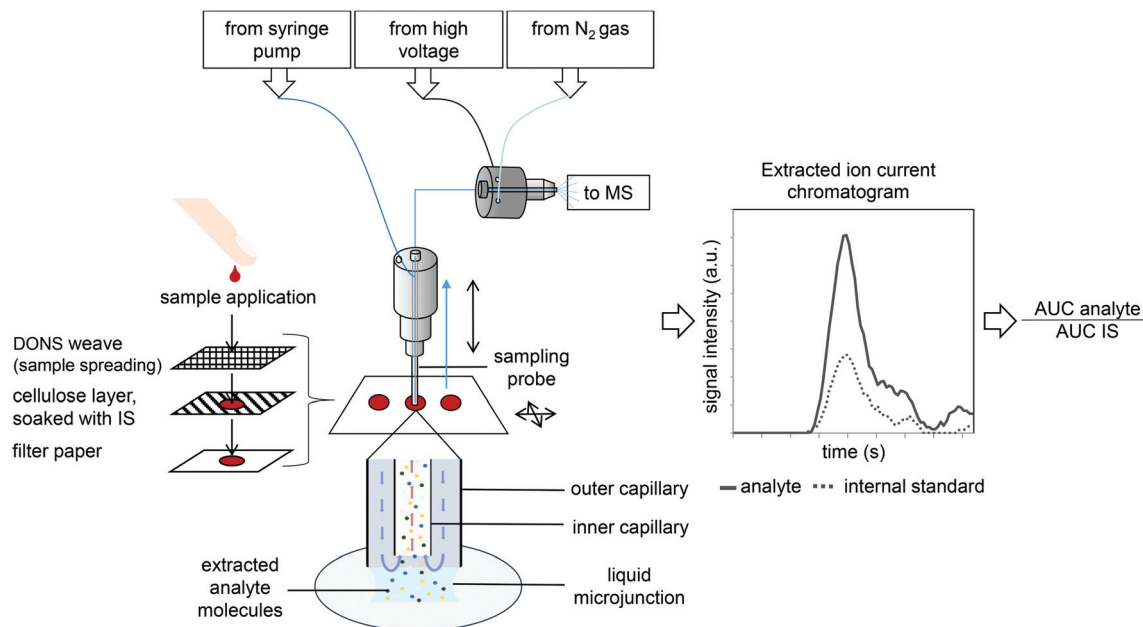 from syringe
pump
from high
voltage
from N₂ gas
to MS
sample application
DONS weave
(sample spreading)
cellulose layer,
soaked with IS
filter paper
sampling
probe
outer capillary
inner capillary
extracted
analyte
molecules
liquid
microjunction
Extracted ion current
chromatogram
signal intensity (a.u.)
time (s)
analyte
internal standard
AUC analyte
AUC IS